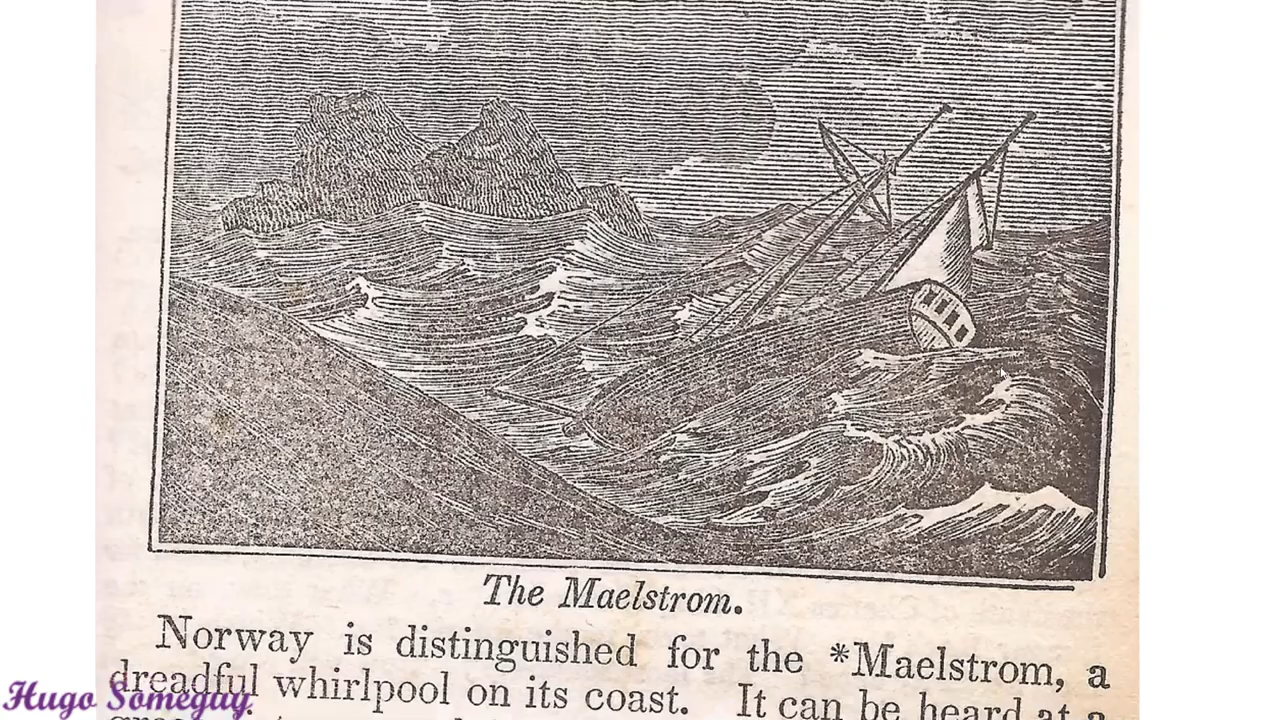 The Maelstrom.
Norway is distinguished for the *Maelstrom, a
dreadful whirlpool on its coast. It can be heard at a
Hugo Someguy